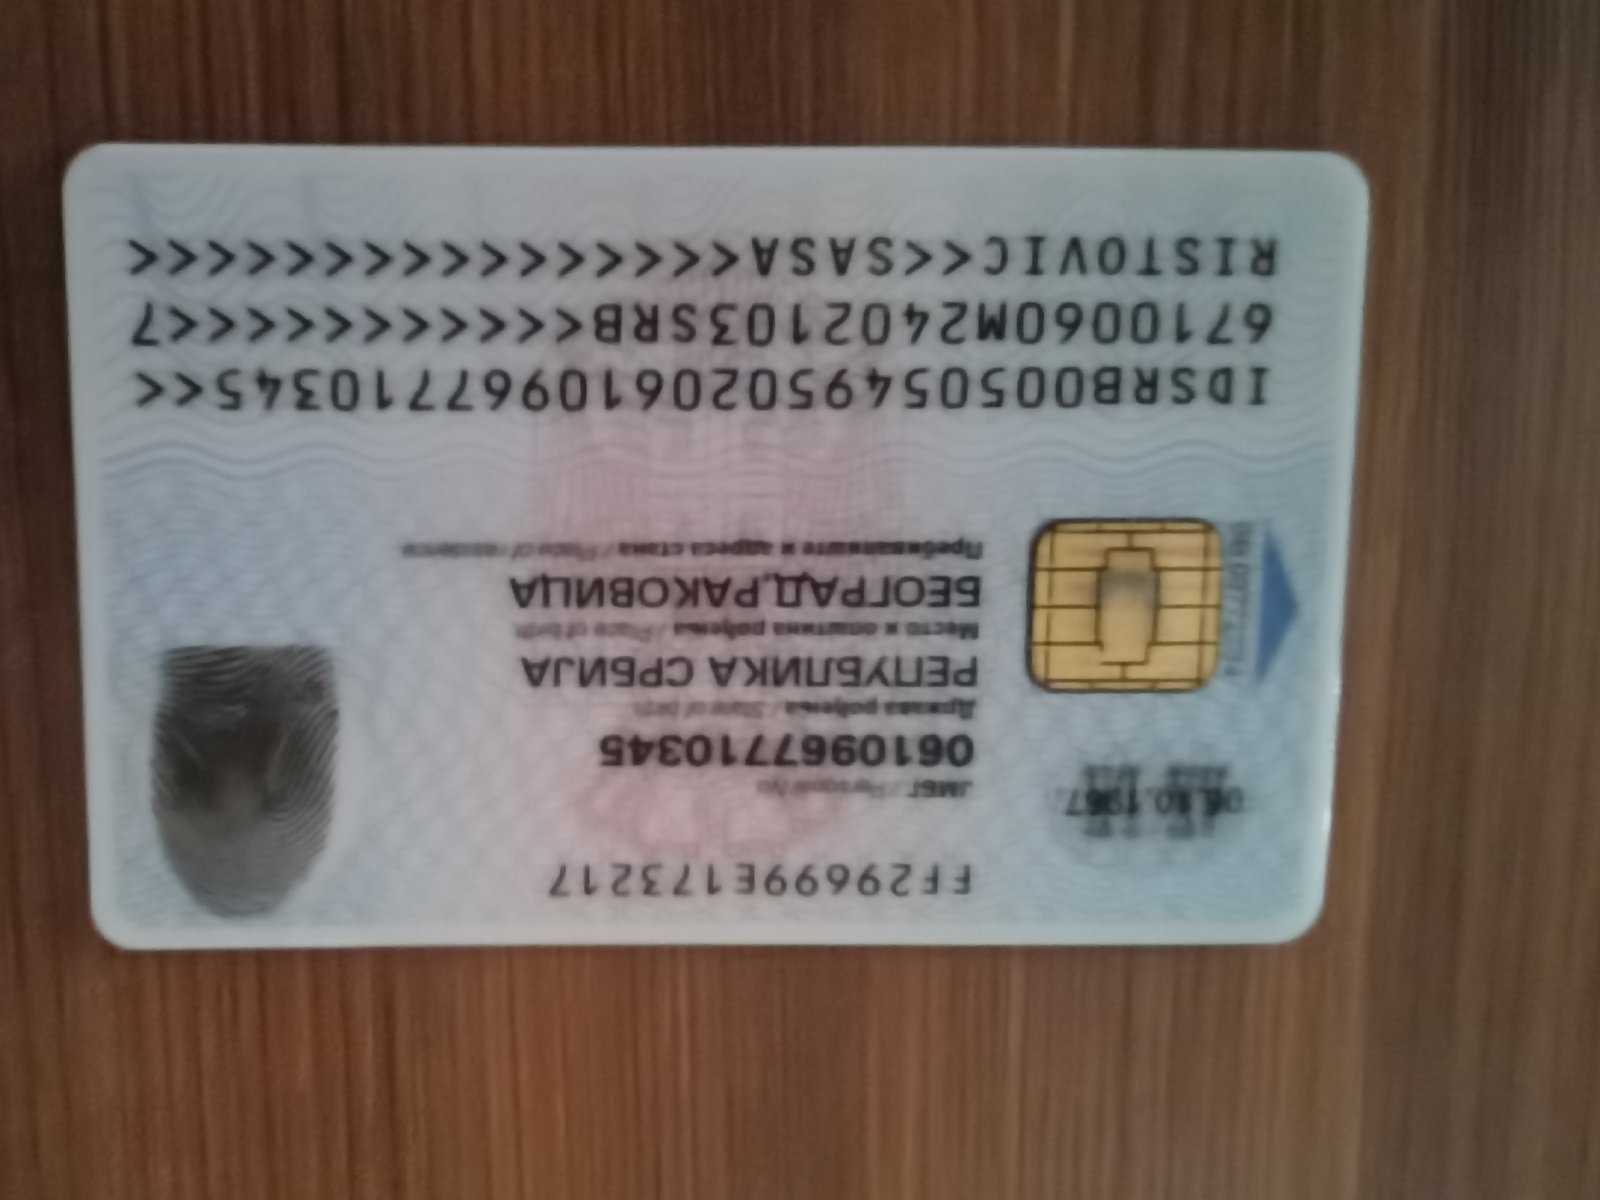 FF29699E173217
06.10.1967.
ЈМБГ / Personal No
0610967710345
Држава рођења / State of birth
РЕПУБЛИКА СРБИЈА
Место и општина рођења / Place of birth
БЕОГРАД,РАКОВИЦА
Пребивалиште и адреса стана / Place of residence
IDSRB00505495020610967710345<<
6710060M2402103SRB<<<<<<<<<<<7
RISTOVIC<<SASA<<<<<<<<<<<<<<<<